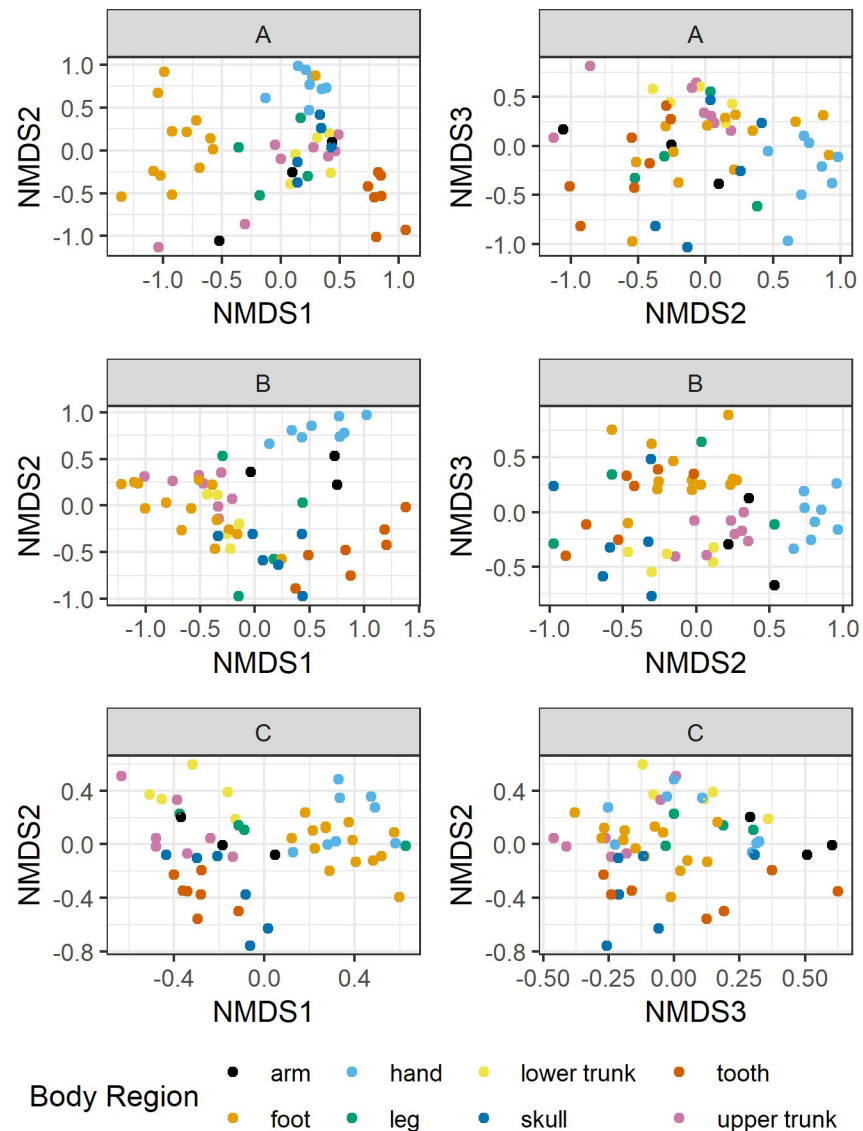 A
A
1.0
0.5
0.0
-0.5
-1.0
NMDS2
-1.0
-0.5
0.0
0.5
1.0
NMDS1
0.5
0.0
-0.5
-1.0
NMDS3
-1.0
-0.5
0.0
0.5
1.0
NMDS2
B
B
1.0
0.5
0.0
-0.5
-1.0
NMDS2
-1.0
-0.5
0.0
0.5
1.0
1.5
NMDS1
0.5
0.0
-0.5
NMDS3
-1.0
-0.5
0.0
0.5
1.0
NMDS2
C
C
0.4
0.0
-0.4
-0.8
NMDS2
-0.4
0.0
0.4
NMDS1
0.4
0.0
-0.4
-0.8
NMDS2
-0.50
-0.25
0.00
0.25
0.50
NMDS3
Body Region
arm
hand
lower trunk
tooth
foot
leg
skull
upper trunk